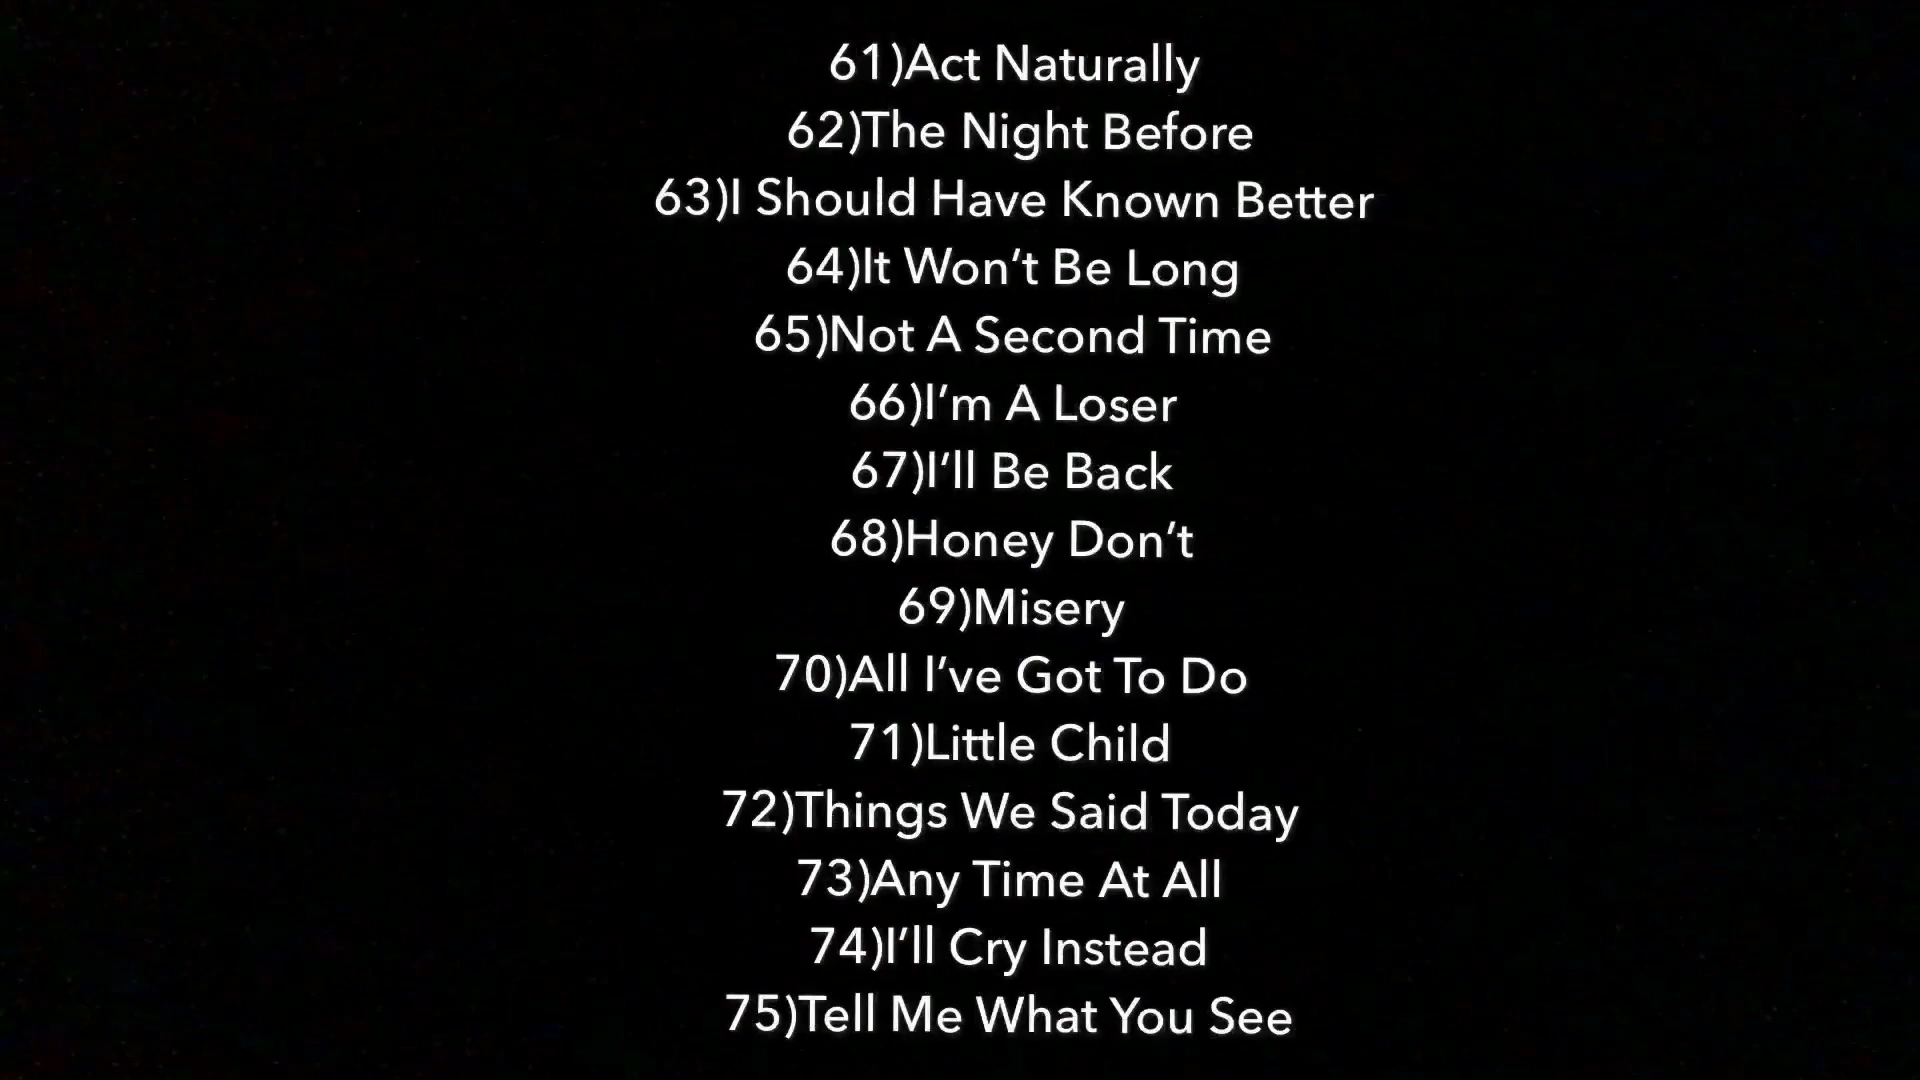 61)Act Naturally
62)The Night Before
63)I Should Have Known Better
64)It Won’t Be Long
65)Not A Second Time
66)I’m A Loser
67)I’ll Be Back
68)Honey Don’t
69)Misery
70)All I’ve Got To Do
71)Little Child
72)Things We Said Today
73)Any Time At All
74)I’ll Cry Instead
75)Tell Me What You See